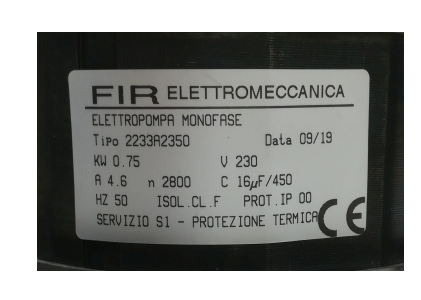 FIR ELETTROMECCANICA
ELETTROPOMPA MONOFASE
Tipo 2233A2350 Data 09/19
KW 0.75 V 230
A 4.6 n 2800 C 16µF/450
HZ 50 ISOL.CL.F PROT.IP 00
SERVIZIO S1 - PROTEZIONE TERMICA CE